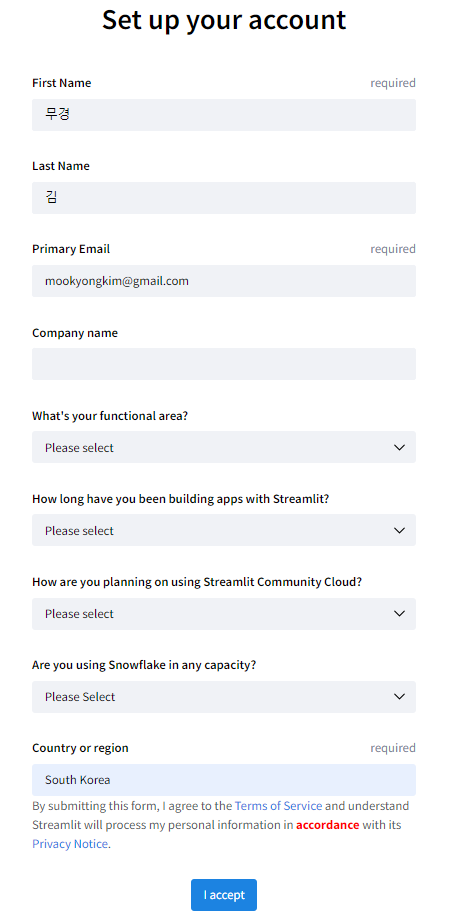 Set up your account
First Name required
무경
Last Name
김
Primary Email required
mookyongkim@gmail.com
Company name
What's your functional area?
Please select
How long have you been building apps with Streamlit?
Please select
How are you planning on using Streamlit Community Cloud?
Please select
Are you using Snowflake in any capacity?
Please Select
Country or region required
South Korea
By submitting this form, I agree to the Terms of Service and understand
Streamlit will process my personal information in accordance with its
Privacy Notice.
I accept